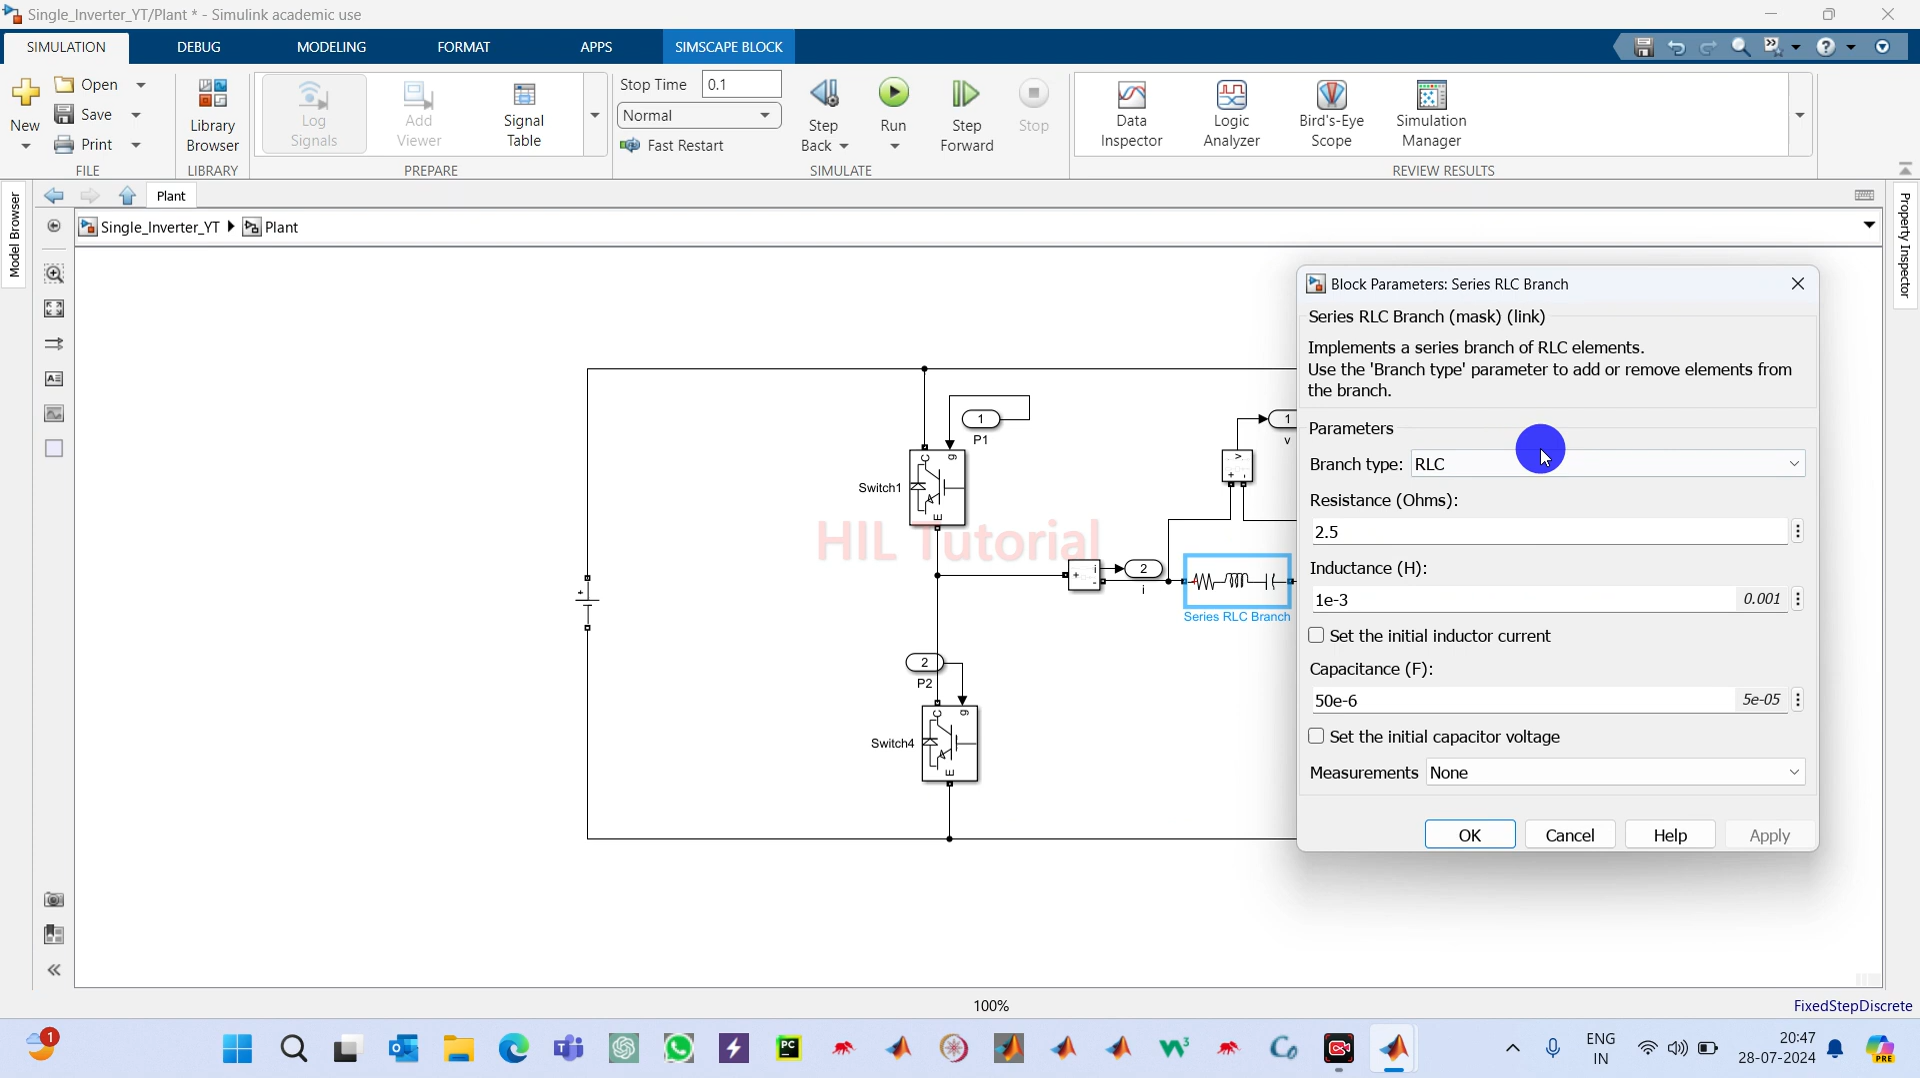 Single_Inverter_YT/Plant * - Simulink academic use
SIMULATION
DEBUG
MODELING
FORMAT
APPS
SIMSCAPE BLOCK
New
Open
Save
Print
FILE
Library
Browser
LIBRARY
Log
Signals
Add
Viewer
Signal
Table
PREPARE
Stop Time
0.1
Normal
Fast Restart
Step
Back
Run
Step
Forward
Stop
SIMULATE
Data
Inspector
Logic
Analyzer
Bird's-Eye
Scope
Simulation
Manager
REVIEW RESULTS
Model Browser
Plant
Single_Inverter_YT
Plant
Property Inspector
1
P1
C
g
E
Switch1
HIL Tutorial
+
i
-
2
i
v
+
-
1
v
Series RLC Branch
+
2
P2
C
g
E
Switch4
Block Parameters: Series RLC Branch
Series RLC Branch (mask) (link)
Implements a series branch of RLC elements.
Use the 'Branch type' parameter to add or remove elements from
the branch.
Parameters
Branch type: RLC
Resistance (Ohms):
2.5
Inductance (H):
1e-3
0.001
Set the initial inductor current
Capacitance (F):
50e-6
5e-05
Set the initial capacitor voltage
Measurements None
OK
Cancel
Help
Apply
100%
FixedStepDiscrete
1
PC
ENG
IN
20:47
28-07-2024
PRE